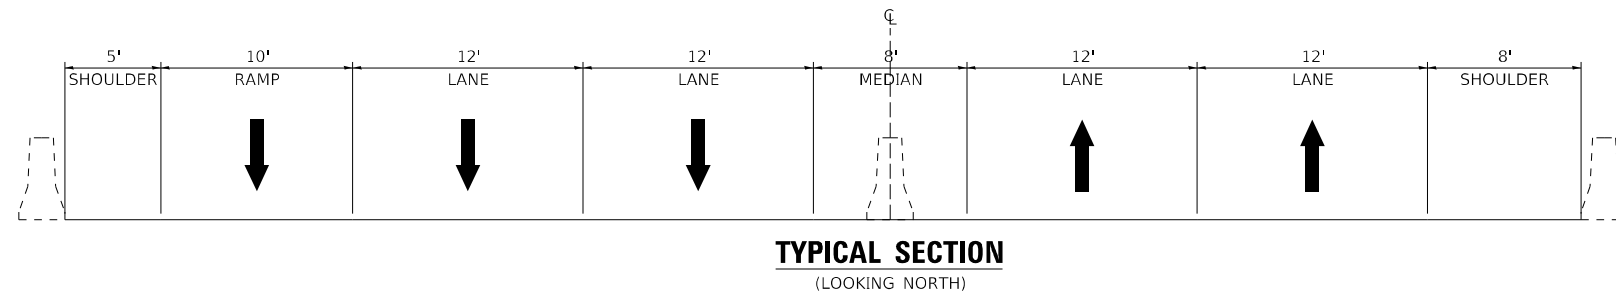 ℄
5' 10' 12' 12' 8' 12' 12' 8'
SHOULDER RAMP LANE LANE MEDIAN LANE LANE SHOULDER
TYPICAL SECTION
(LOOKING NORTH)